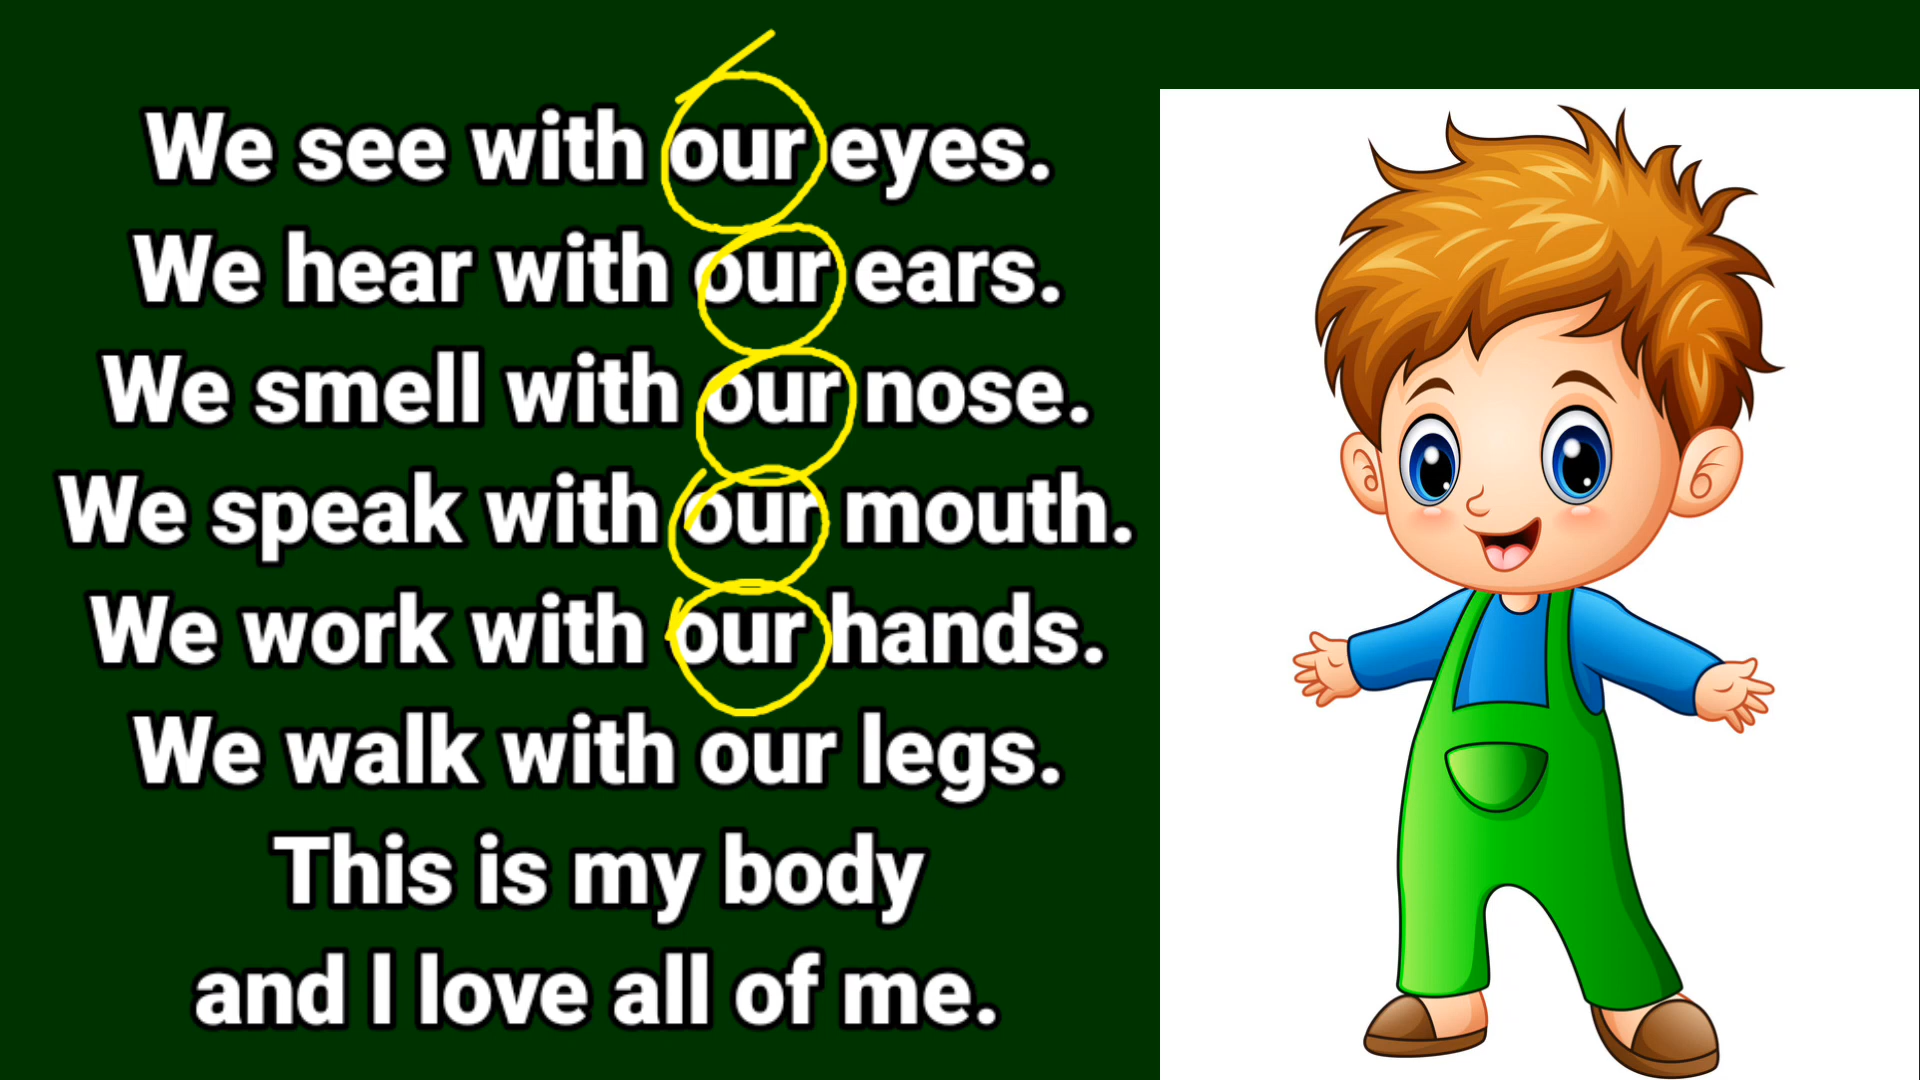 We see with our eyes.
We hear with our ears.
We smell with our nose.
We speak with our mouth.
We work with our hands.
We walk with our legs.
This is my body
and I love all of me.